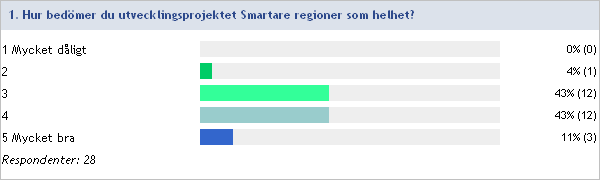 1. Hur bedömer du utvecklingsprojektet Smartare regioner som helhet?
1 Mycket dåligt 0% (0)
2 4% (1)
3 43% (12)
4 43% (12)
5 Mycket bra 11% (3)
Respondenter: 28